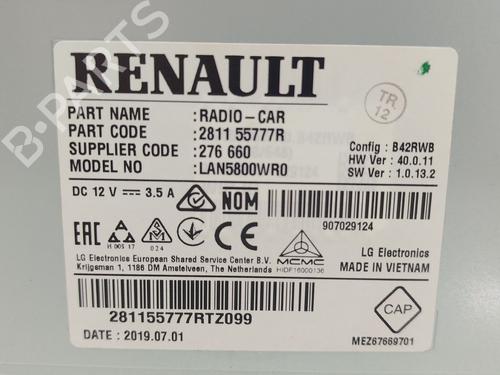 RENAULT
TR.
12
PART NAME : RADIO-CAR
PART CODE : 2811 55777R
SUPPLIER CODE : 276 660
MODEL NO : LAN5800WR0
Config : B42RWB
HW Ver : 40.0.11
SW Ver : 1.0.13.2
DC 12 V 3.5 A
NOM
907029124
EAC
024
MCMC
HIDF16000136
LG Electronics European Shared Service Center B.V.
Krijgsman 1, 1186 DM Amstelveen, The Netherlands
LG Electronics
MADE IN VIETNAM
CAP
281155777RTZ099
DATE : 2019.07.01
MEZ67669701
B-PARTS